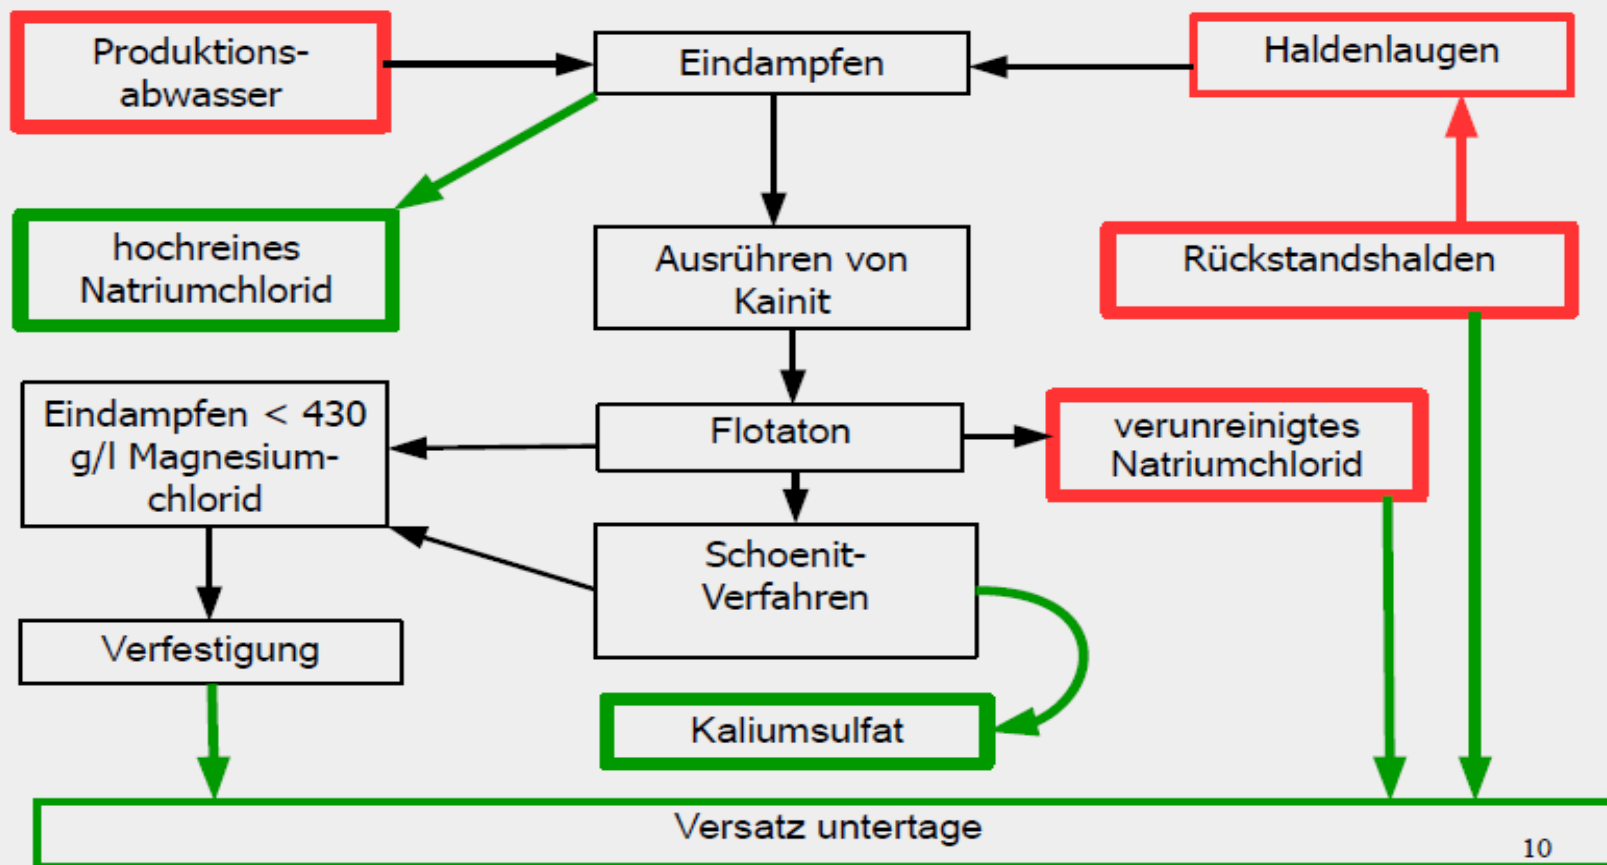 Produktions-
abwasser
Eindampfen
Haldenlaugen
hochreines
Natriumchlorid
Ausrühren von
Kainit
Rückstandshalden
Eindampfen < 430
g/l Magnesium-
chlorid
Flotaton
verunreinigtes
Natriumchlorid
Schoenit-
Verfahren
Verfestigung
Kaliumsulfat
Versatz untertage
10